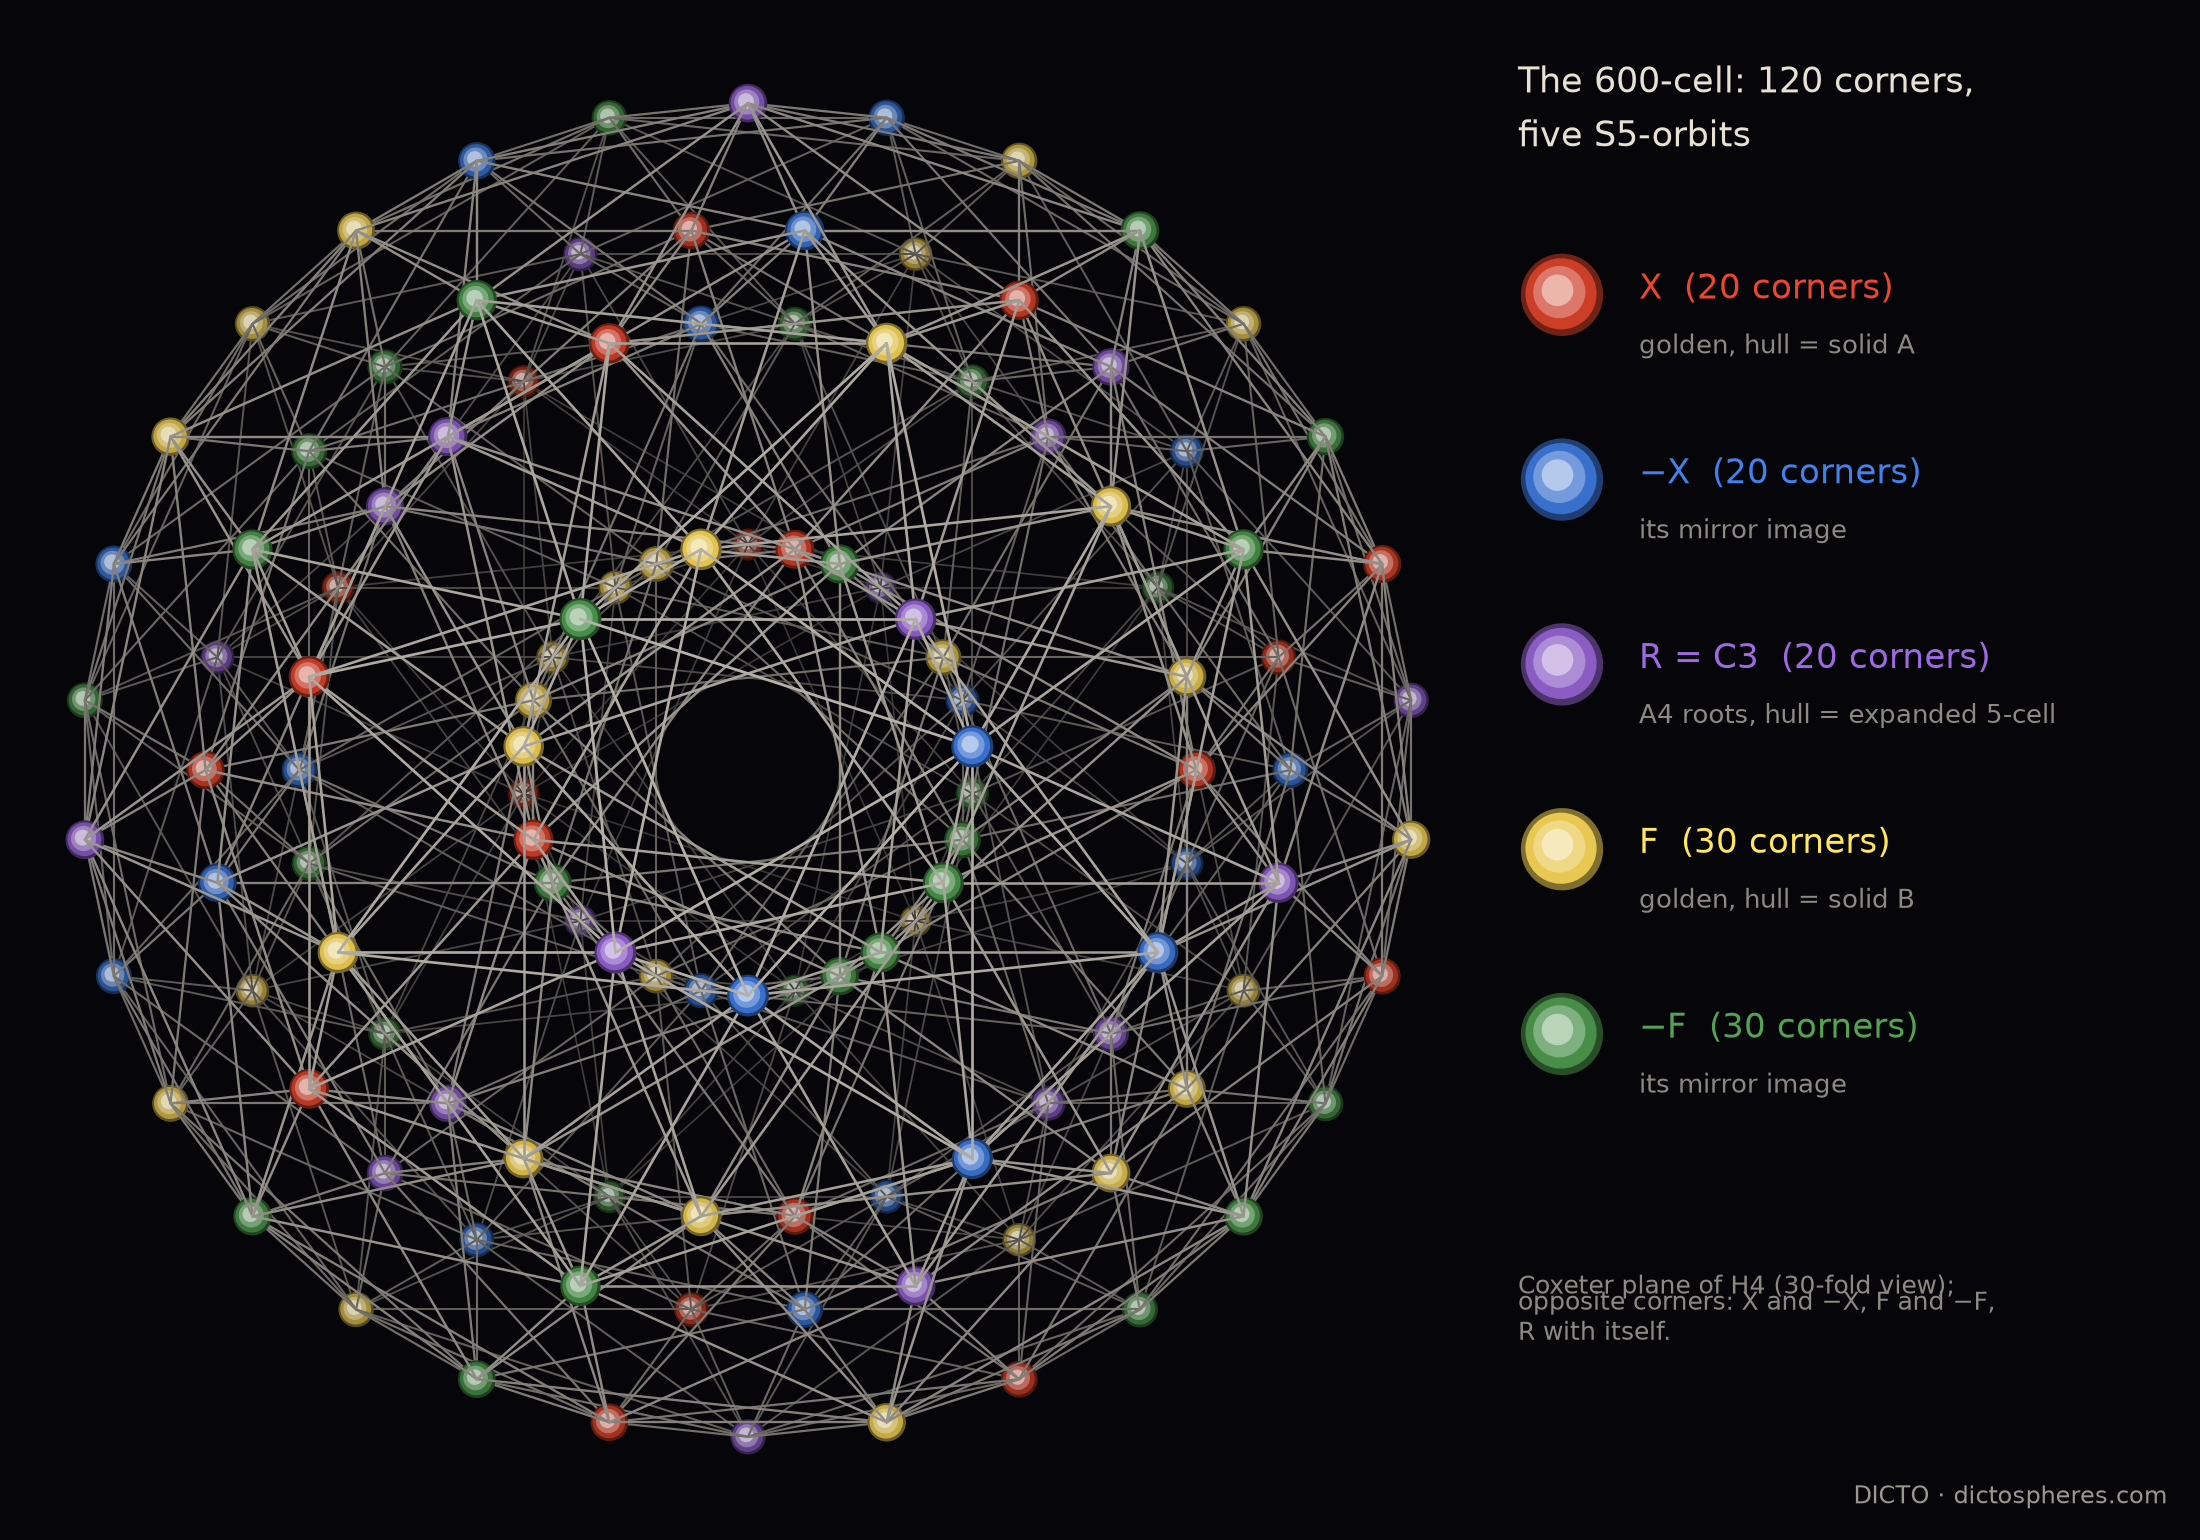 The 600-cell: 120 corners,
five S5-orbits
X (20 corners)
golden, hull = solid A
−X (20 corners)
its mirror image
R = C3 (20 corners)
A4 roots, hull = expanded 5-cell
F (30 corners)
golden, hull = solid B
−F (30 corners)
its mirror image
Coxeter plane of H4 (30-fold view);
opposite corners: X and −X, F and −F,
R with itself.
DICTO · dictospheres.com